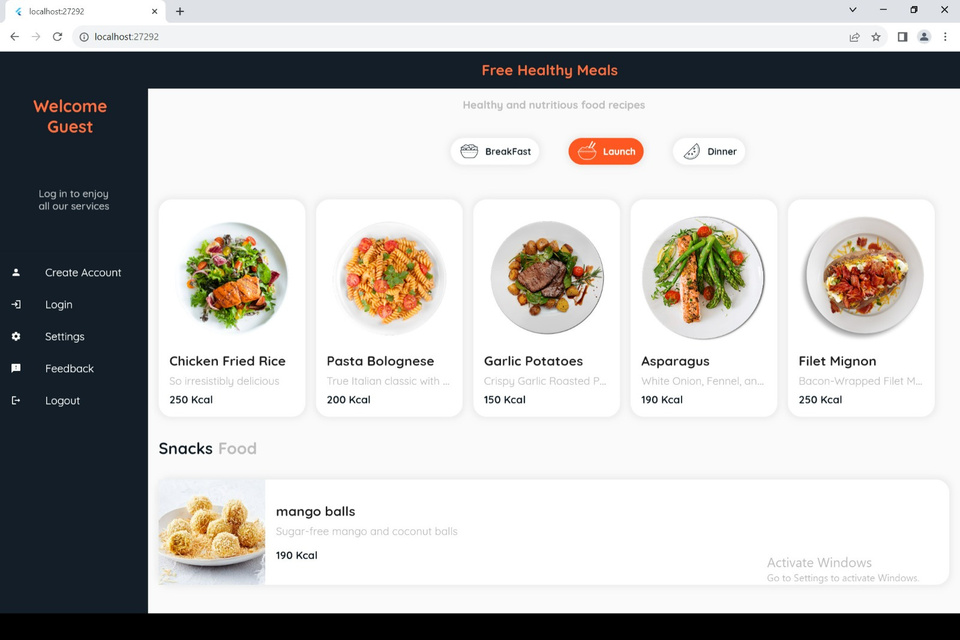 localhost:27292
localhost:27292
Free Healthy Meals
Welcome
Guest
Log in to enjoy
all our services
Create Account
Login
Settings
Feedback
Logout
Healthy and nutritious food recipes
BreakFast
Launch
Dinner
Chicken Fried Rice
So irresistibly delicious
250 Kcal
Pasta Bolognese
True Italian classic with ...
200 Kcal
Garlic Potatoes
Crispy Garlic Roasted P...
150 Kcal
Asparagus
White Onion, Fennel, an...
190 Kcal
Filet Mignon
Bacon-Wrapped Filet M...
250 Kcal
Snacks Food
mango balls
Sugar-free mango and coconut balls
190 Kcal
Activate Windows
Go to Settings to activate Windows.